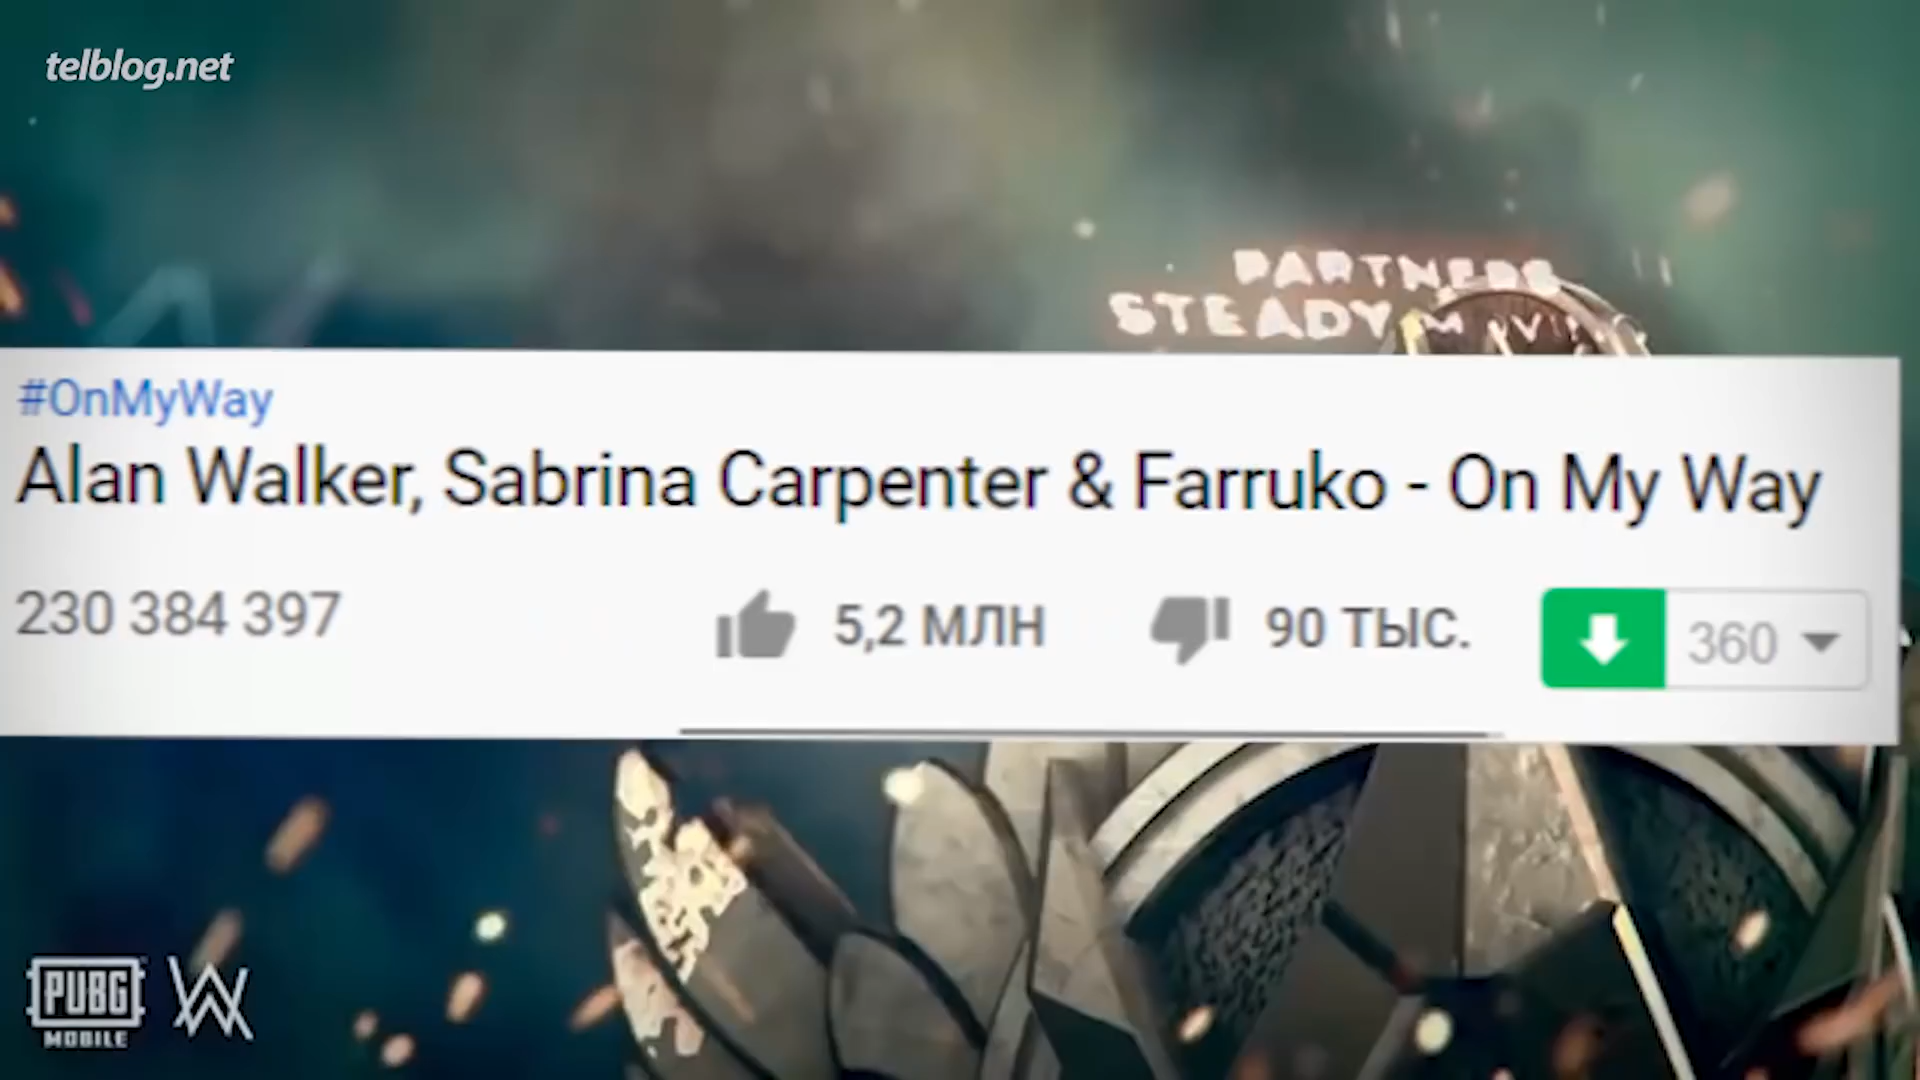 telblog.net
PARTNERS
STEADY
#OnMyWay
Alan Walker, Sabrina Carpenter & Farruko - On My Way
230 384 397
5,2 МЛН
90 ТЫС.
360
PUBG
MOBILE